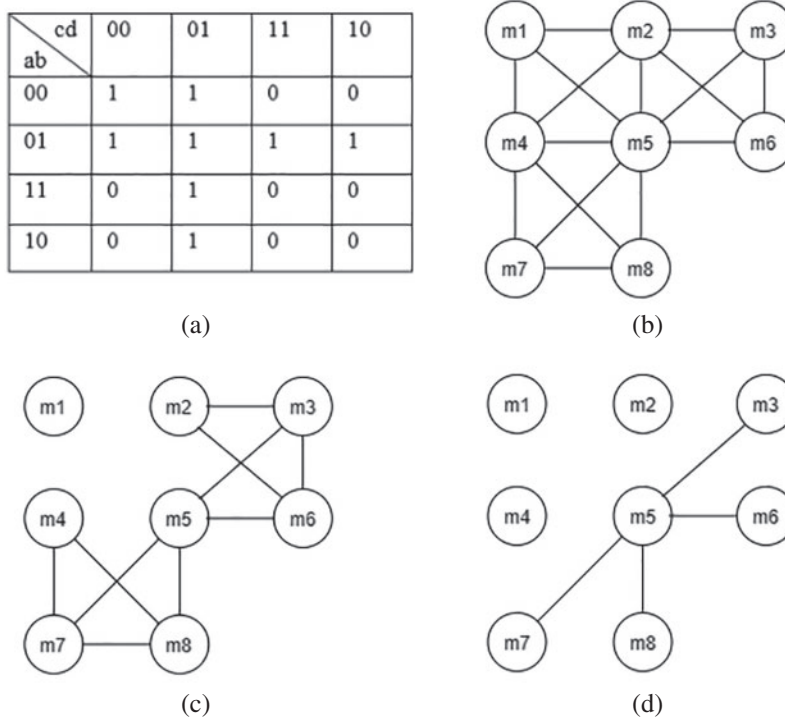 cd 00 01 11 10
ab
00 1 1 0 0
01 1 1 1 1
11 0 1 0 0
10 0 1 0 0
(a)
m1 m2 m3
m4 m5 m6
m7 m8
(b)
m1 m2 m3
m4 m5 m6
m7 m8
(c)
m1 m2 m3
m4 m5 m6
m7 m8
(d)